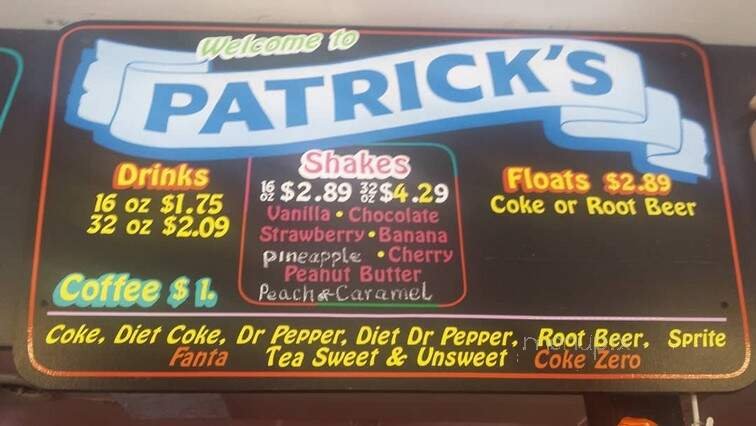 Welcome to
PATRICK'S
Drinks
16 oz $1.75
32 oz $2.09
Coffee $1.
Shakes
16 oz $2.89 32 oz $4.29
Vanilla • Chocolate
Strawberry • Banana
pineapple • Cherry
Peanut Butter
Peach & Caramel
Floats $2.89
Coke or Root Beer
Coke, Diet Coke, Dr Pepper, Diet Dr Pepper, Root Beer, Sprite
Fanta Tea Sweet & Unsweet Coke Zero